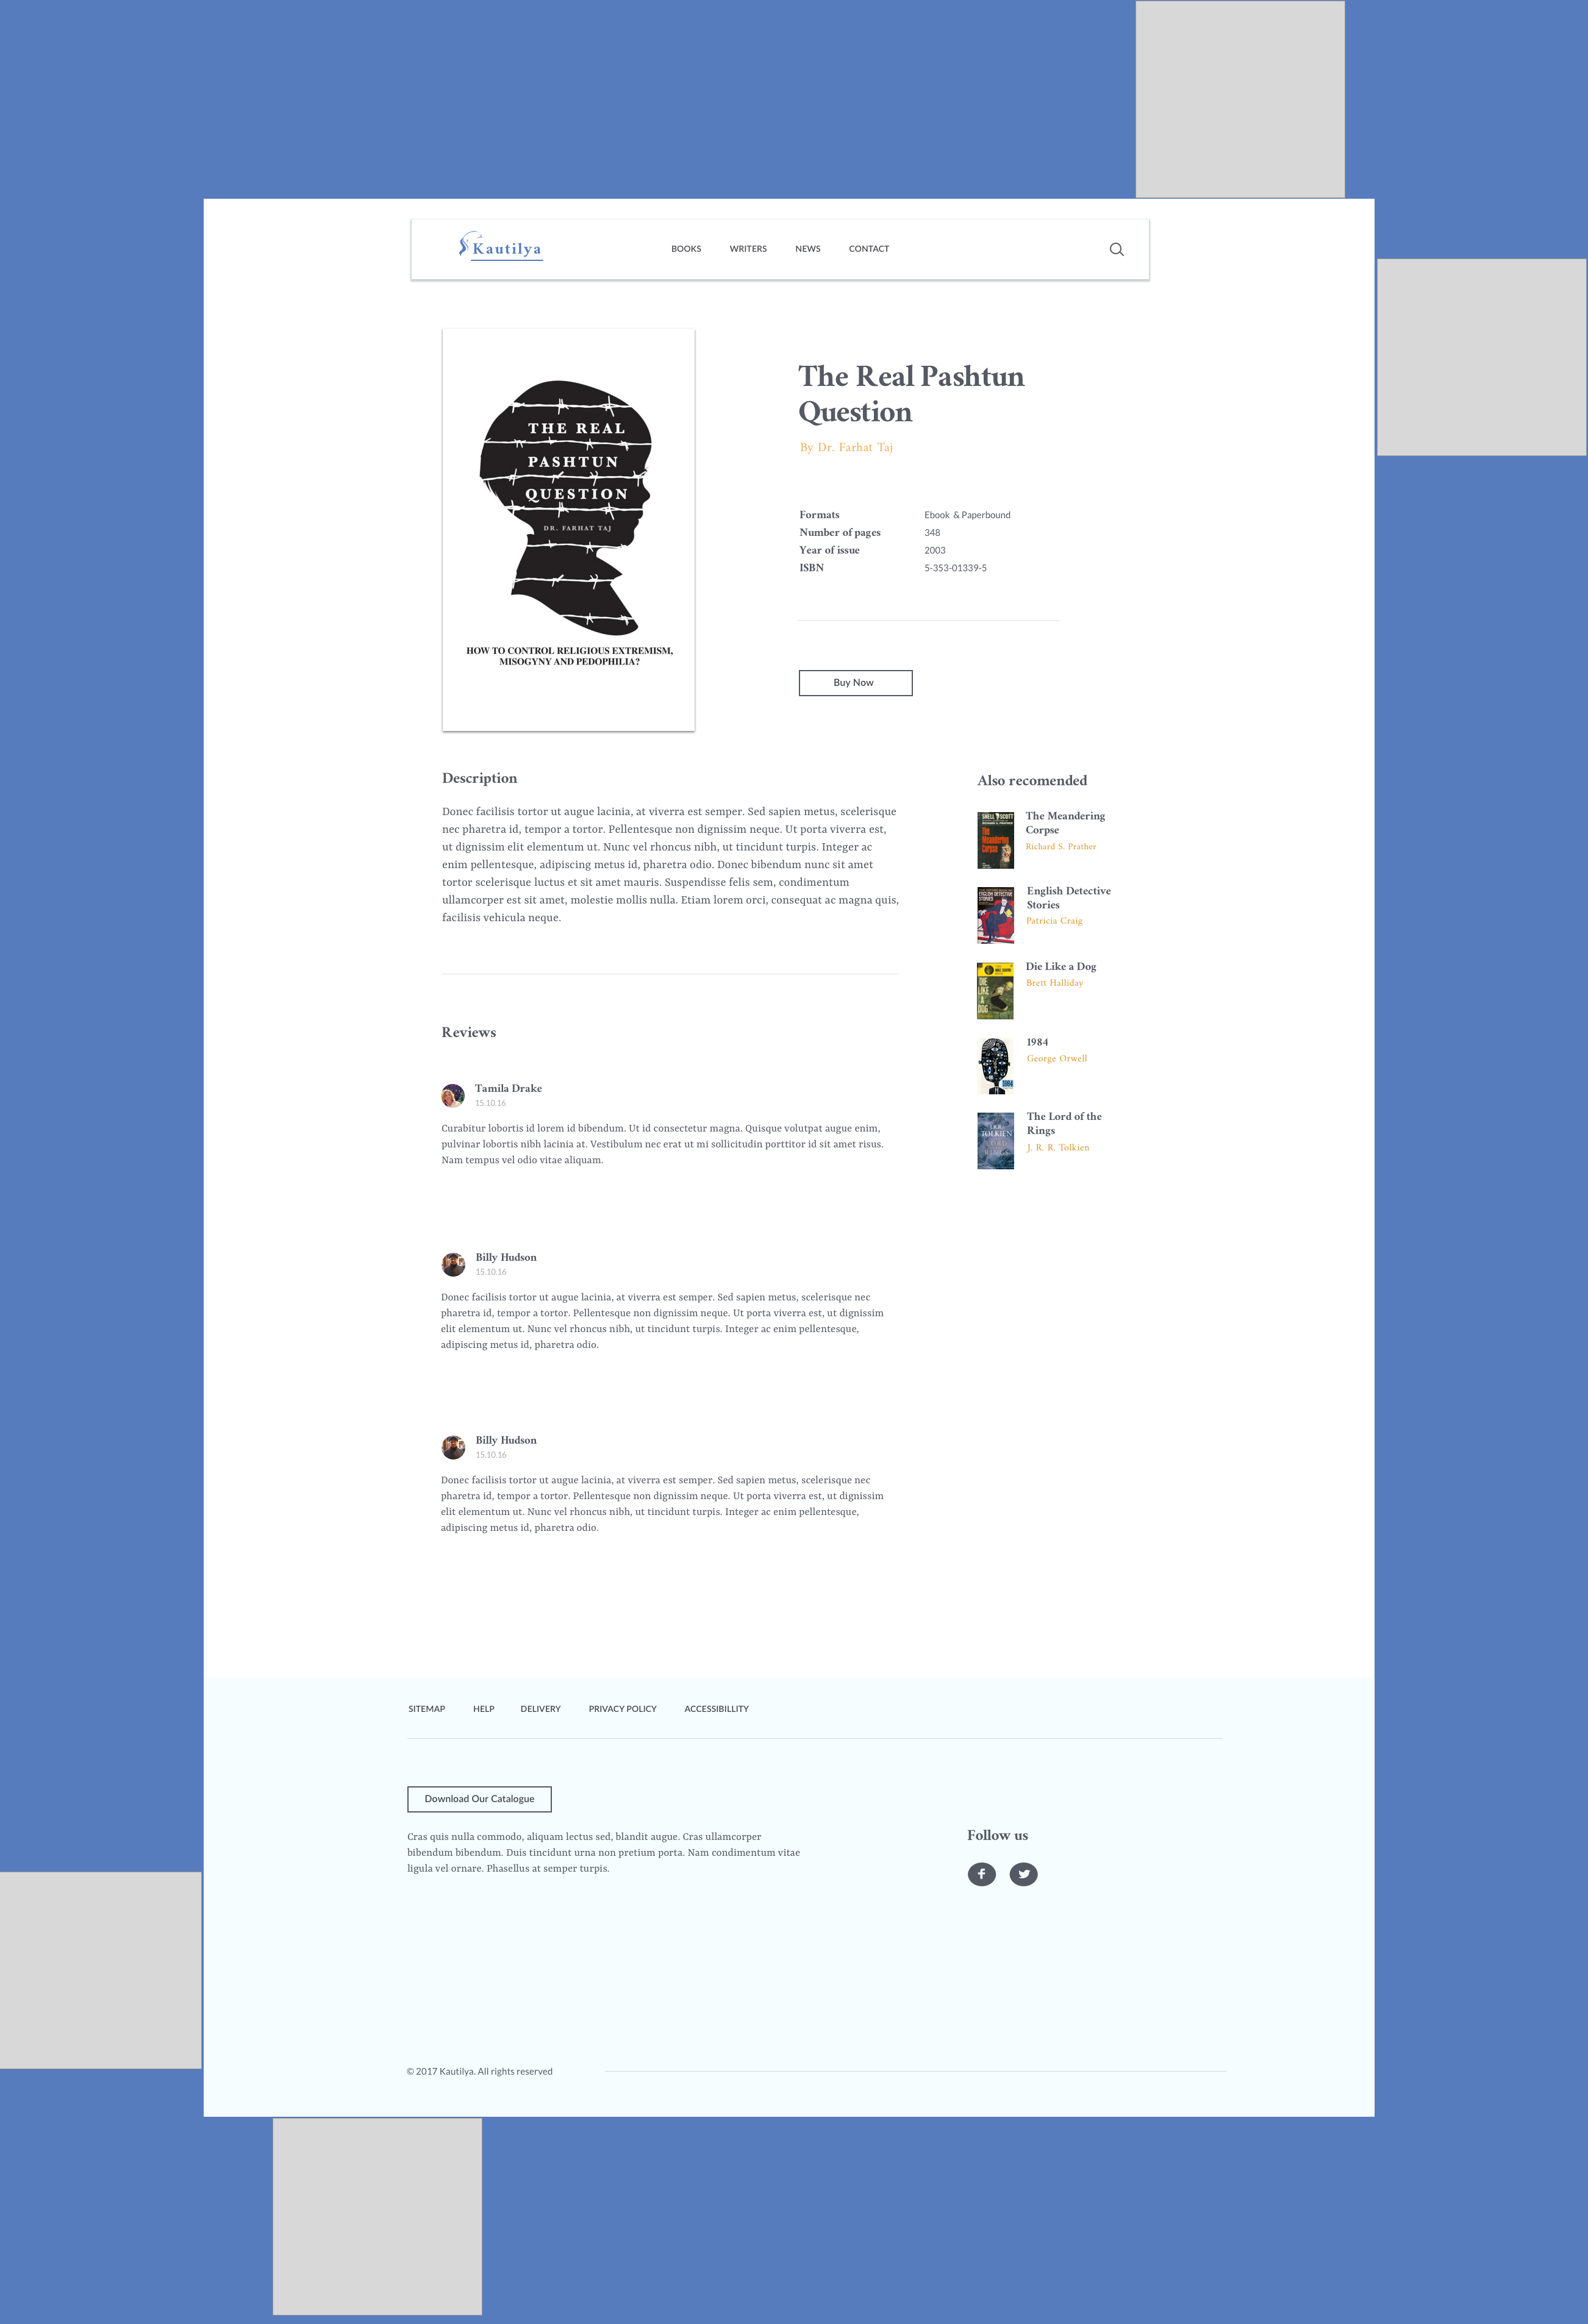 Kautilya
BOOKS WRITERS NEWS CONTACT
THE REAL
PASHTUN
QUESTION
DR. FARHAT TAJ
HOW TO CONTROL RELIGIOUS EXTREMISM,
MISOGYNY AND PEDOPHILIA?
The Real Pashtun
Question
By Dr. Farhat Taj
Formats Ebook & Paperbound
Number of pages 348
Year of issue 2003
ISBN 5-353-01339-5
Buy Now
Description
Donec facilisis tortor ut augue lacinia, at viverra est semper. Sed sapien metus, scelerisque
nec pharetra id, tempor a tortor. Pellentesque non dignissim neque. Ut porta viverra est,
ut dignissim elit elementum ut. Nunc vel rhoncus nibh, ut tincidunt turpis. Integer ac
enim pellentesque, adipiscing metus id, pharetra odio. Donec bibendum nunc sit amet
tortor scelerisque luctus et sit amet mauris. Suspendisse felis sem, condimentum
ullamcorper est sit amet, molestie mollis nulla. Etiam lorem orci, consequat ac magna quis,
facilisis vehicula neque.
Also recomended
SHELL SCOTT
The
Meandering
Corpse
The Meandering
Corpse
Richard S. Prather
ENGLISH DETECTIVE
STORIES
English Detective
Stories
Patricia Craig
DIE
LIKE
A
DOG
Die Like a Dog
Brett Halliday
1984
1984
George Orwell
J.R.R.
TOLKIEN
LORD
RINGS
The Lord of the
Rings
J. R. R. Tolkien
Reviews
Tamila Drake
15.10.16
Curabitur lobortis id lorem id bibendum. Ut id consectetur magna. Quisque volutpat augue enim,
pulvinar lobortis nibh lacinia at. Vestibulum nec erat ut mi sollicitudin porttitor id sit amet risus.
Nam tempus vel odio vitae aliquam.
Billy Hudson
15.10.16
Donec facilisis tortor ut augue lacinia, at viverra est semper. Sed sapien metus, scelerisque nec
pharetra id, tempor a tortor. Pellentesque non dignissim neque. Ut porta viverra est, ut dignissim
elit elementum ut. Nunc vel rhoncus nibh, ut tincidunt turpis. Integer ac enim pellentesque,
adipiscing metus id, pharetra odio.
Billy Hudson
15.10.16
Donec facilisis tortor ut augue lacinia, at viverra est semper. Sed sapien metus, scelerisque nec
pharetra id, tempor a tortor. Pellentesque non dignissim neque. Ut porta viverra est, ut dignissim
elit elementum ut. Nunc vel rhoncus nibh, ut tincidunt turpis. Integer ac enim pellentesque,
adipiscing metus id, pharetra odio.
SITEMAP HELP DELIVERY PRIVACY POLICY ACCESSIBILLITY
Download Our Catalogue
Cras quis nulla commodo, aliquam lectus sed, blandit augue. Cras ullamcorper
bibendum bibendum. Duis tincidunt urna non pretium porta. Nam condimentum vitae
ligula vel ornare. Phasellus at semper turpis.
Follow us
© 2017 Kautilya. All rights reserved